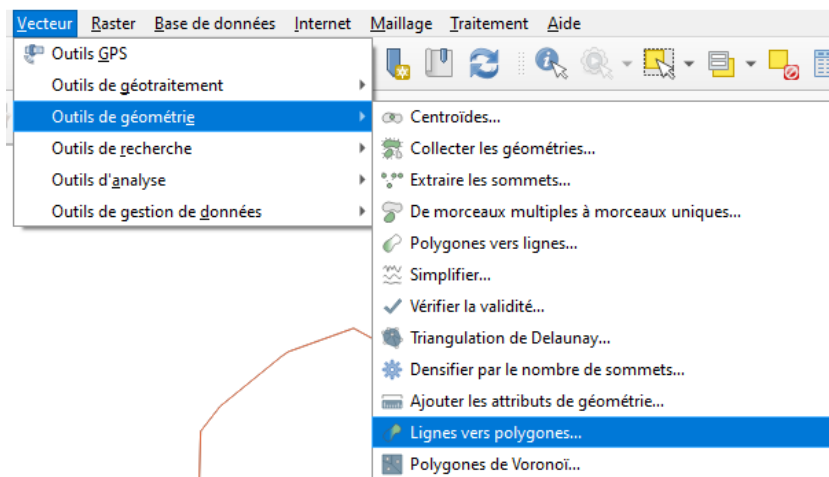 Vecteur Raster Base de données Internet Maillage Traitement Aide
Outils GPS
Outils de géotraitement
Outils de géométrie
Outils de recherche
Outils d'analyse
Outils de gestion de données
Centroïdes...
Collecter les géométries...
Extraire les sommets...
De morceaux multiples à morceaux uniques...
Polygones vers lignes...
Simplifier...
Vérifier la validité...
Triangulation de Delaunay...
Densifier par le nombre de sommets...
Ajouter les attributs de géométrie...
Lignes vers polygones...
Polygones de Voronoï...